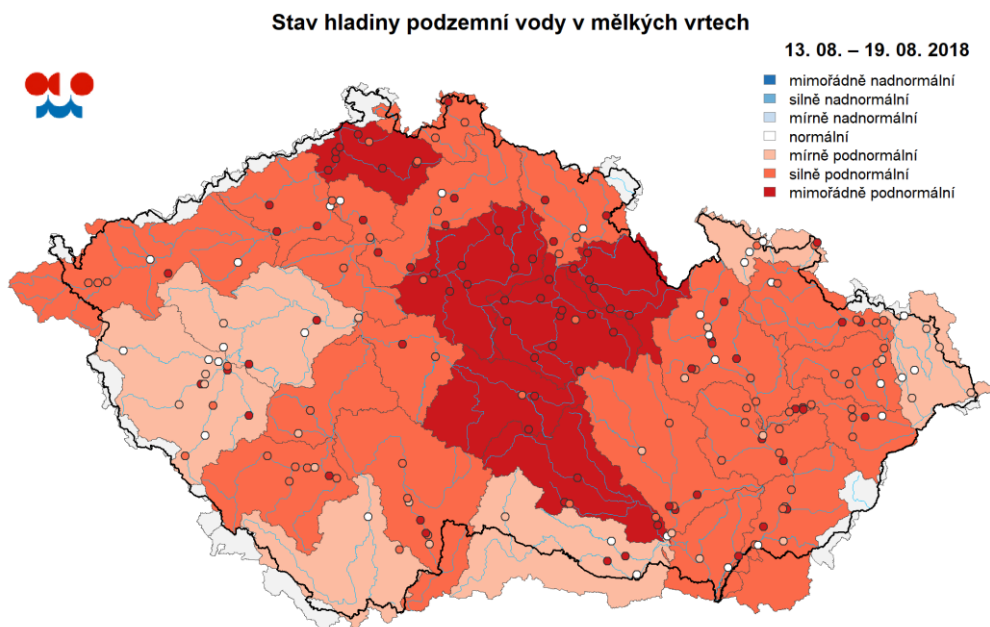 Stav hladiny podzemní vody v mělkých vrtech
13. 08. – 19. 08. 2018
mimořádně nadnormální
silně nadnormální
mírně nadnormální
normální
mírně podnormální
silně podnormální
mimořádně podnormální